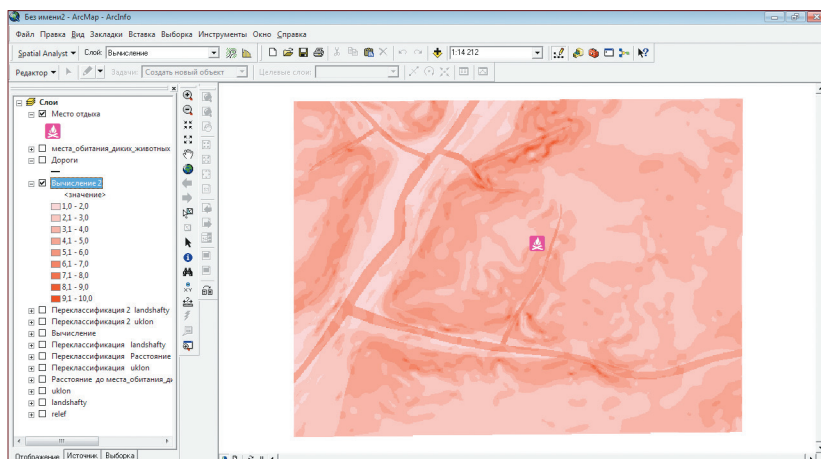 Без имени2 - ArcMap - ArcInfo
Файл Правка Вид Закладки Вставка Выборка Инструменты Окно Справка
Spatial Analyst Слой: Вычисление 1:14 212
Редактор Задачи: Создать новый объект Целевые слои:
Слои
Место отдыха
места_обитания_диких_животных
Дороги
Вычисление 2
<значение>
1,0 - 2,0
2,1 - 3,0
3,1 - 4,0
4,1 - 5,0
5,1 - 6,0
6,1 - 7,0
7,1 - 8,0
8,1 - 9,0
9,1 - 10,0
Переклассификация 2 landshafty
Переклассификация 2 uklon
Вычисление
Переклассификация landshafty
Переклассификация Расстояние
Переклассификация uklon
Расстояние до места_обитания_ди
uklon
landshafty
relef
Отображение Источник Выборка